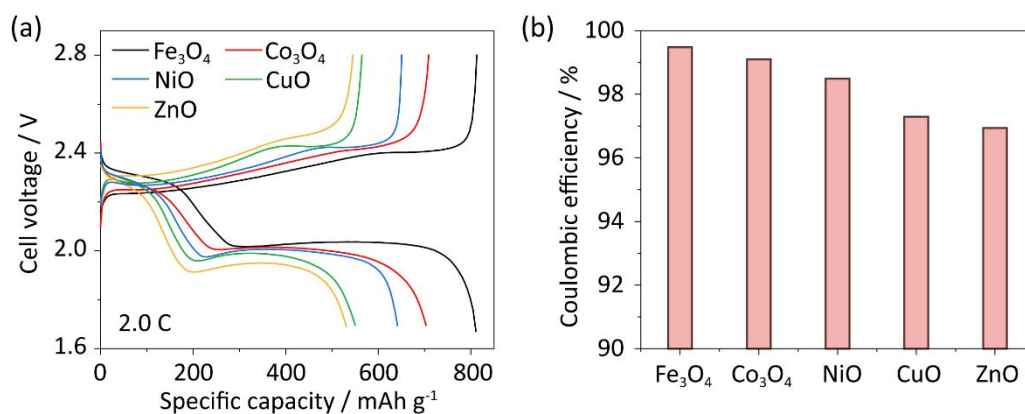 (a)
2.8
2.4
2.0
1.6
Cell voltage / V
Fe₃O₄
Co₃O₄
NiO
CuO
ZnO
2.0 C
0
200
400
600
800
Specific capacity / mAh g⁻¹
(b)
100
98
96
94
92
90
Coulombic efficiency / %
Fe₃O₄
Co₃O₄
NiO
CuO
ZnO